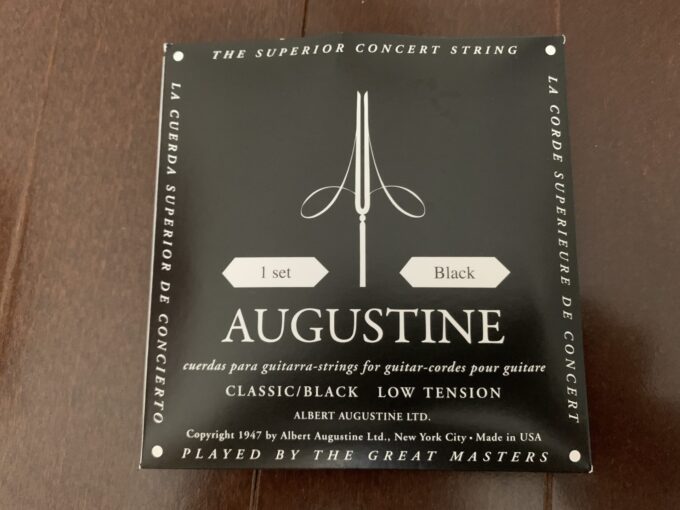 THE SUPERIOR CONCERT STRING
LA CUERDA SUPERIOR DE CONCIERTO
LA CORDE SUPERIEURE DE CONCERT
1 set
Black
AUGUSTINE
cuerdas para guitarra-strings for guitar-cordes pour guitare
CLASSIC/BLACK LOW TENSION
ALBERT AUGUSTINE LTD.
Copyright 1947 by Albert Augustine Ltd., New York City • Made in USA
PLAYED BY THE GREAT MASTERS